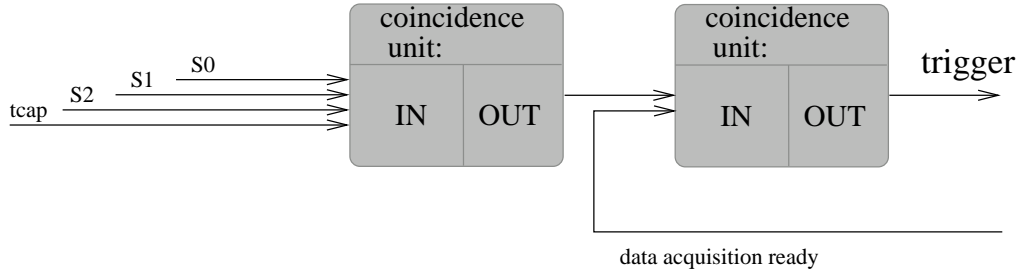 coincidence
unit:
coincidence
unit:
S0
S1
S2
tcap
IN
OUT
IN
OUT
trigger
data acquisition ready